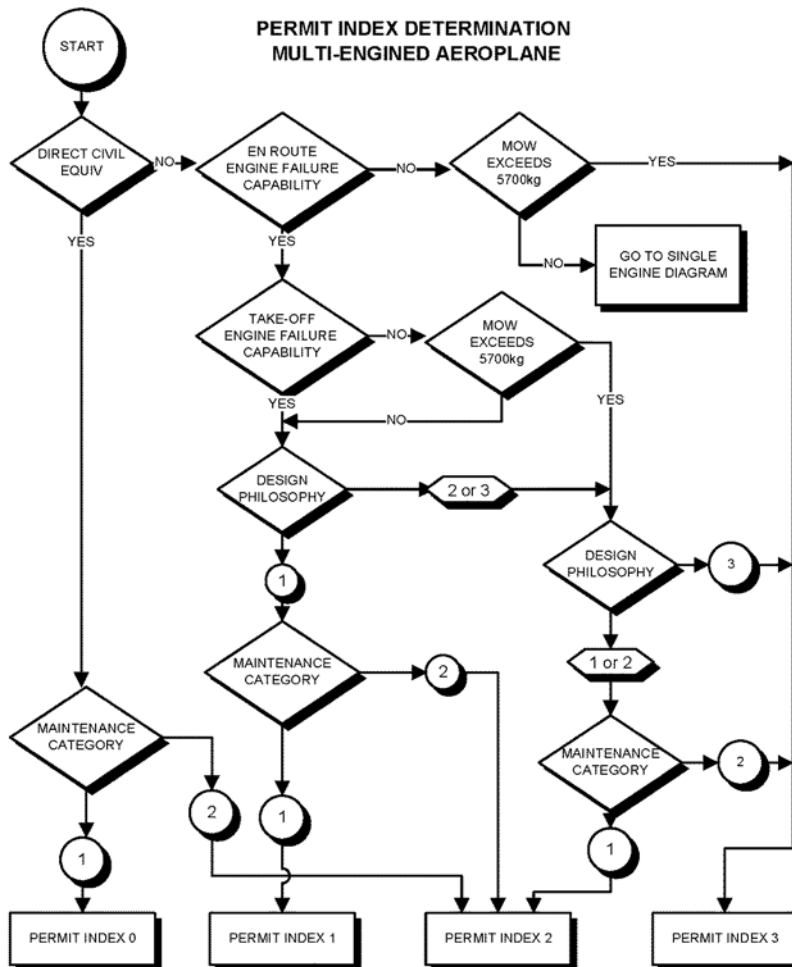 PERMIT INDEX DETERMINATION
MULTI-ENGINED AEROPLANE
START
DIRECT CIVIL
EQUIV
NO
EN ROUTE
ENGINE FAILURE
CAPABILITY
NO
MOW
EXCEEDS
5700kg
YES
YES
YES
NO
GO TO SINGLE
ENGINE DIAGRAM
TAKE-OFF
ENGINE FAILURE
CAPABILITY
NO
MOW
EXCEEDS
5700kg
YES
YES
NO
DESIGN
PHILOSOPHY
2 or 3
DESIGN
PHILOSOPHY
3
1
1 or 2
MAINTENANCE
CATEGORY
2
MAINTENANCE
CATEGORY
MAINTENANCE
CATEGORY
2
2
1
1
1
PERMIT INDEX 0
PERMIT INDEX 1
PERMIT INDEX 2
PERMIT INDEX 3